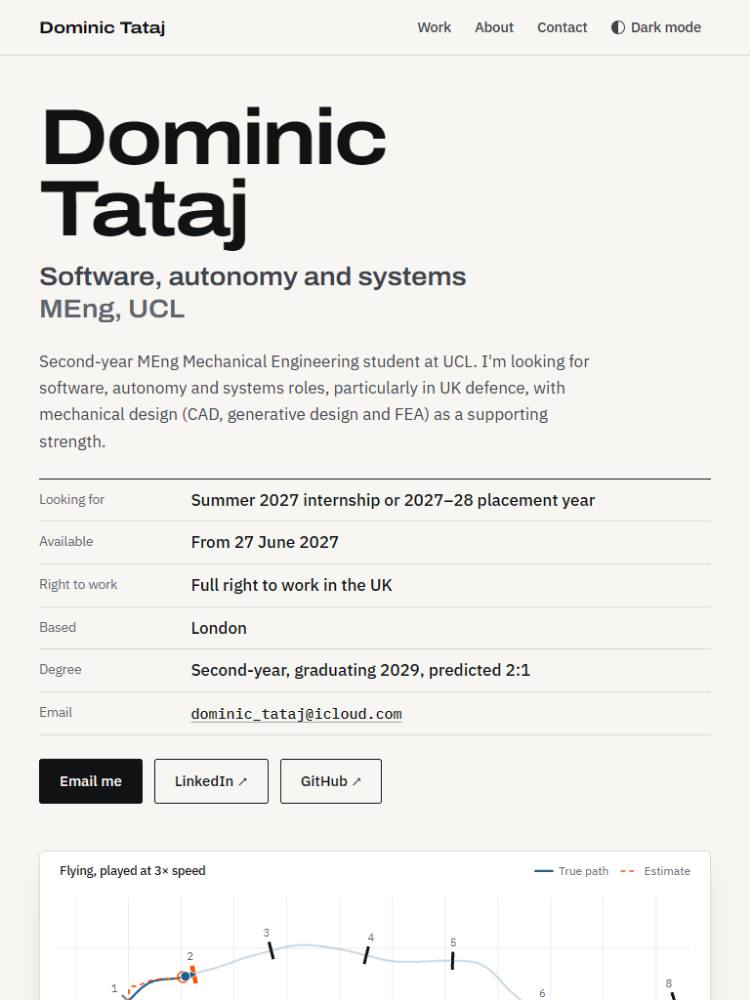 Dominic Tataj
Work About Contact Dark mode
Dominic
Tataj
Software, autonomy and systems
MEng, UCL
Second-year MEng Mechanical Engineering student at UCL. I'm looking for
software, autonomy and systems roles, particularly in UK defence, with
mechanical design (CAD, generative design and FEA) as a supporting
strength.
Looking for Summer 2027 internship or 2027–28 placement year
Available From 27 June 2027
Right to work Full right to work in the UK
Based London
Degree Second-year, graduating 2029, predicted 2:1
Email dominic_tataj@icloud.com
Email me LinkedIn ↗ GitHub ↗
Flying, played at 3× speed True path Estimate
3 4 5
2
1 6 8